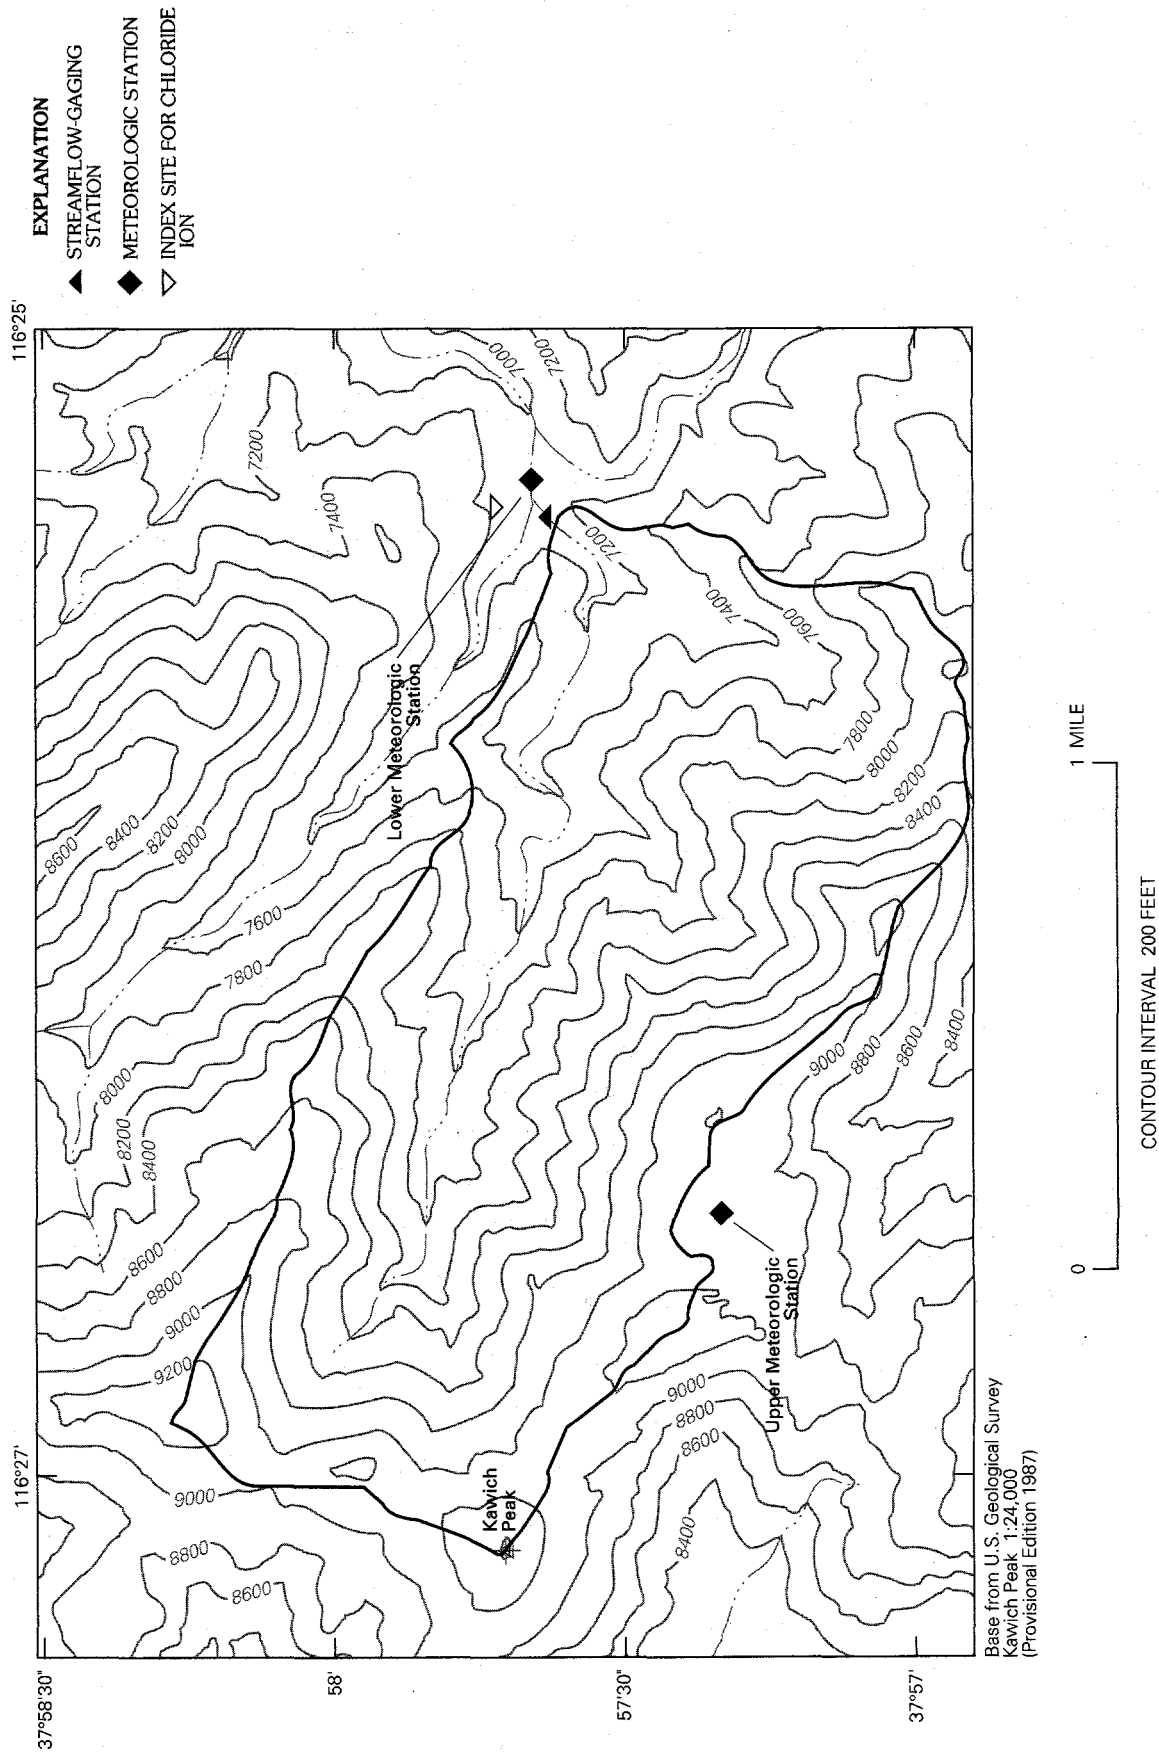 EXPLANATION
STREAMFLOW-GAGING
STATION
METEOROLOGIC STATION
INDEX SITE FOR CHLORIDE
ION
116°27'
116°25'
37°58'30"
58'
57'30"
37°57'
8600
8400
8200
8000
7600
7800
8000
8200
8400
8600
8800
9000
9200
9000
8800
8600
7200
7400
7000
7200
7200
7400
7600
7800
8000
8200
8400
9000
8800
8600
8400
9000
8800
8600
8400
Lower Meteorologic
Station
Upper Meteorologic
Station
Kawich
Peak
Base from U.S. Geological Survey
Kawich Peak 1:24,000
(Provisional Edition 1987)
0
1 MILE
CONTOUR INTERVAL 200 FEET